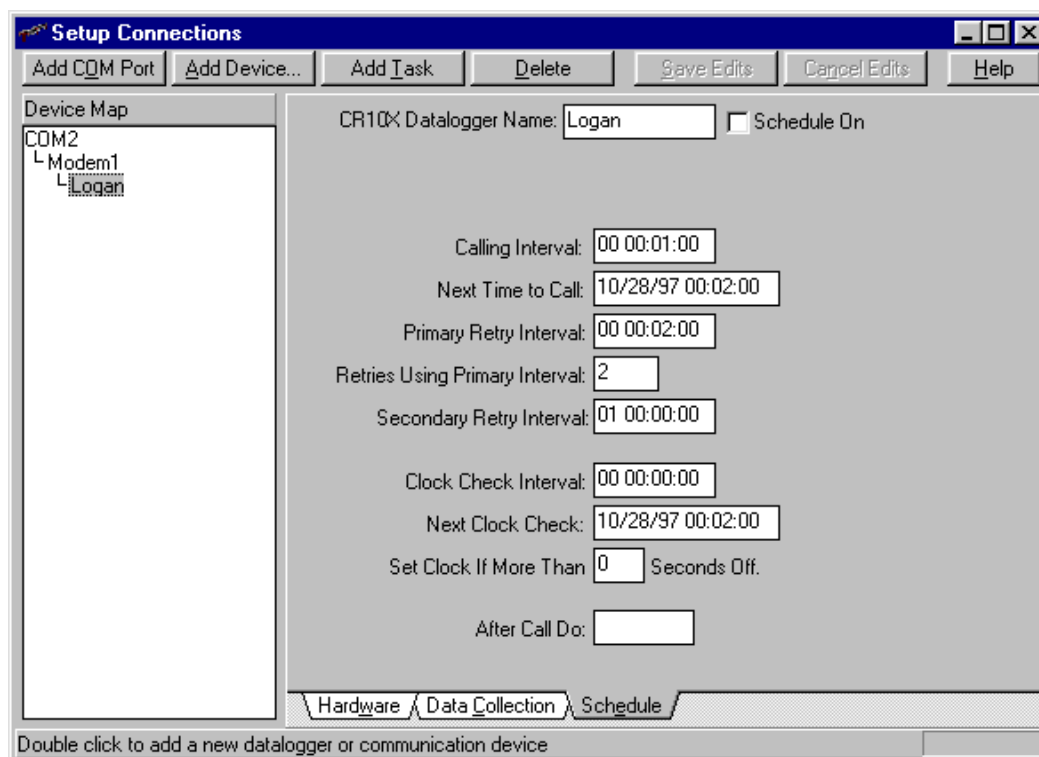 Setup Connections
Add COM Port Add Device... Add Task Delete Save Edits Cancel Edits Help
Device Map
COM2
Modem1
Logan
CR10X Datalogger Name: Logan Schedule On
Calling Interval: 00 00:01:00
Next Time to Call: 10/28/97 00:02:00
Primary Retry Interval: 00 00:02:00
Retries Using Primary Interval: 2
Secondary Retry Interval: 01 00:00:00
Clock Check Interval: 00 00:00:00
Next Clock Check: 10/28/97 00:02:00
Set Clock If More Than 0 Seconds Off.
After Call Do:
Hardware Data Collection Schedule
Double click to add a new datalogger or communication device